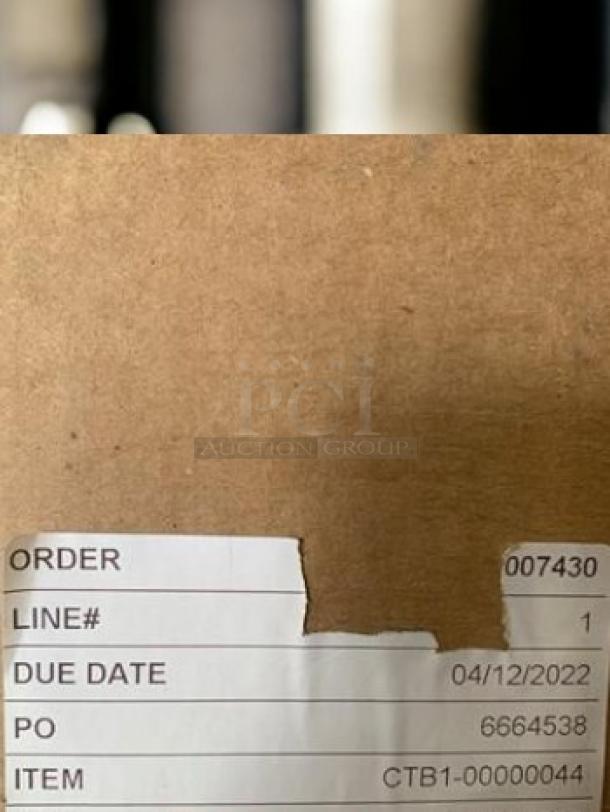 PCI
AUCTION GROUP
ORDER 007430
LINE# 1
DUE DATE 04/12/2022
PO 6664538
ITEM CTB1-00000044